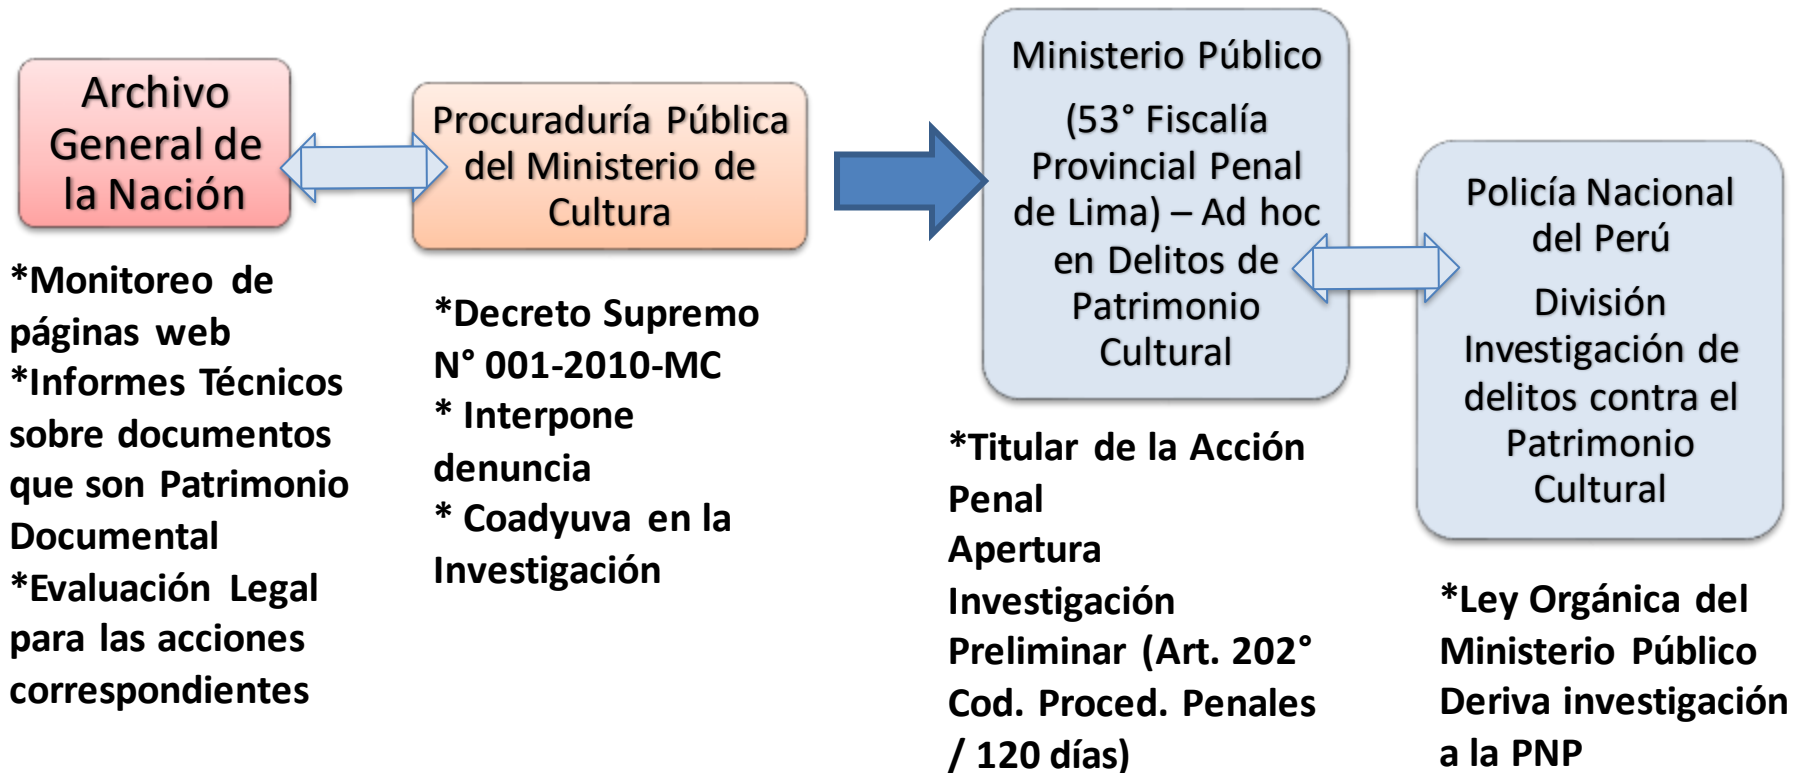 Archivo
General de
la Nación
*Monitoreo de
páginas web
*Informes Técnicos
sobre documentos
que son Patrimonio
Documental
*Evaluación Legal
para las acciones
correspondientes
Procuraduría Pública
del Ministerio de
Cultura
*Decreto Supremo
N° 001-2010-MC
* Interpone
denuncia
* Coadyuva en la
Investigación
Ministerio Público
(53° Fiscalía
Provincial Penal
de Lima) – Ad hoc
en Delitos de
Patrimonio
Cultural
*Titular de la Acción
Penal
Apertura
Investigación
Preliminar (Art. 202°
Cod. Proced. Penales
/ 120 días)
Policía Nacional
del Perú
División
Investigación de
delitos contra el
Patrimonio
Cultural
*Ley Orgánica del
Ministerio Público
Deriva investigación
a la PNP